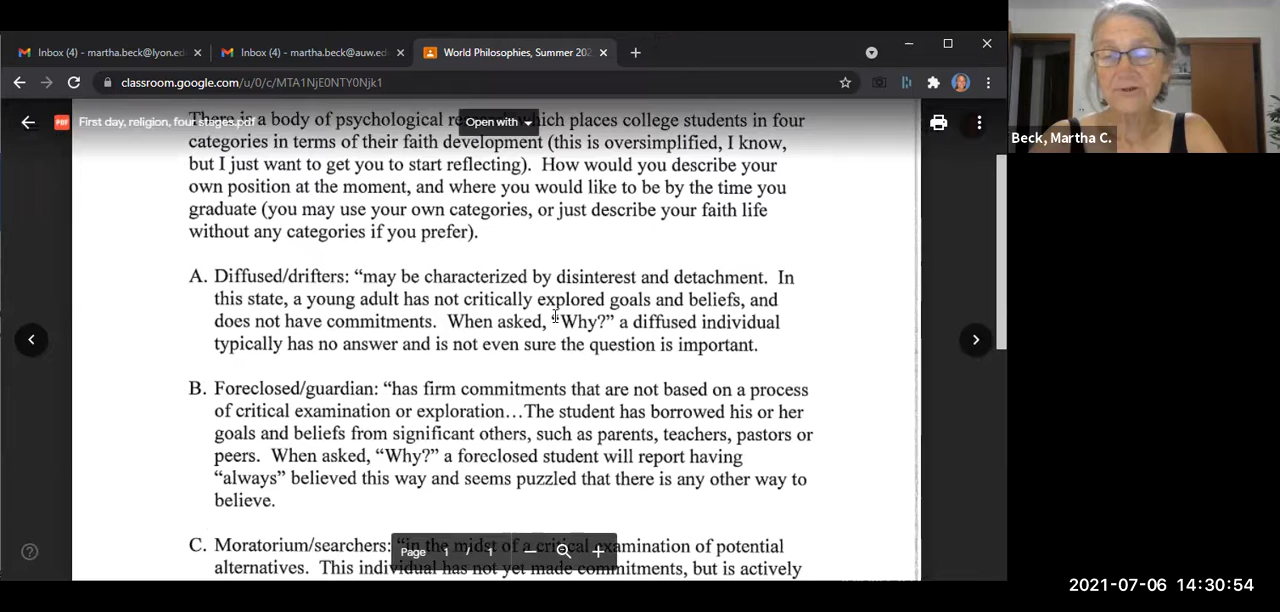 Inbox (4) - martha.beck@lyon.ed
Inbox (4) - martha.beck@auw.ed
World Philosophies, Summer 202
classroom.google.com/u/0/c/MTA1NjE0NTY0Njk1
First day, religion, four stages.pdf
Open with
Beck, Martha C.
There is a body of psychological which places college students in four
categories in terms of their faith development (this is oversimplified, I know,
but I just want to get you to start reflecting). How would you describe your
own position at the moment, and where you would like to be by the time you
graduate (you may use your own categories, or just describe your faith life
without any categories if you prefer).
A. Diffused/drifters: “may be characterized by disinterest and detachment. In
this state, a young adult has not critically explored goals and beliefs, and
does not have commitments. When asked, “Why?” a diffused individual
typically has no answer and is not even sure the question is important.
B. Foreclosed/guardian: “has firm commitments that are not based on a process
of critical examination or exploration…The student has borrowed his or her
goals and beliefs from significant others, such as parents, teachers, pastors or
peers. When asked, “Why?” a foreclosed student will report having
“always” believed this way and seems puzzled that there is any other way to
believe.
C. Moratorium/searchers: “in the midst of a critical examination of potential
alternatives. This individual has not yet made commitments, but is actively
Page 1 / 1
2021-07-06 14:30:54